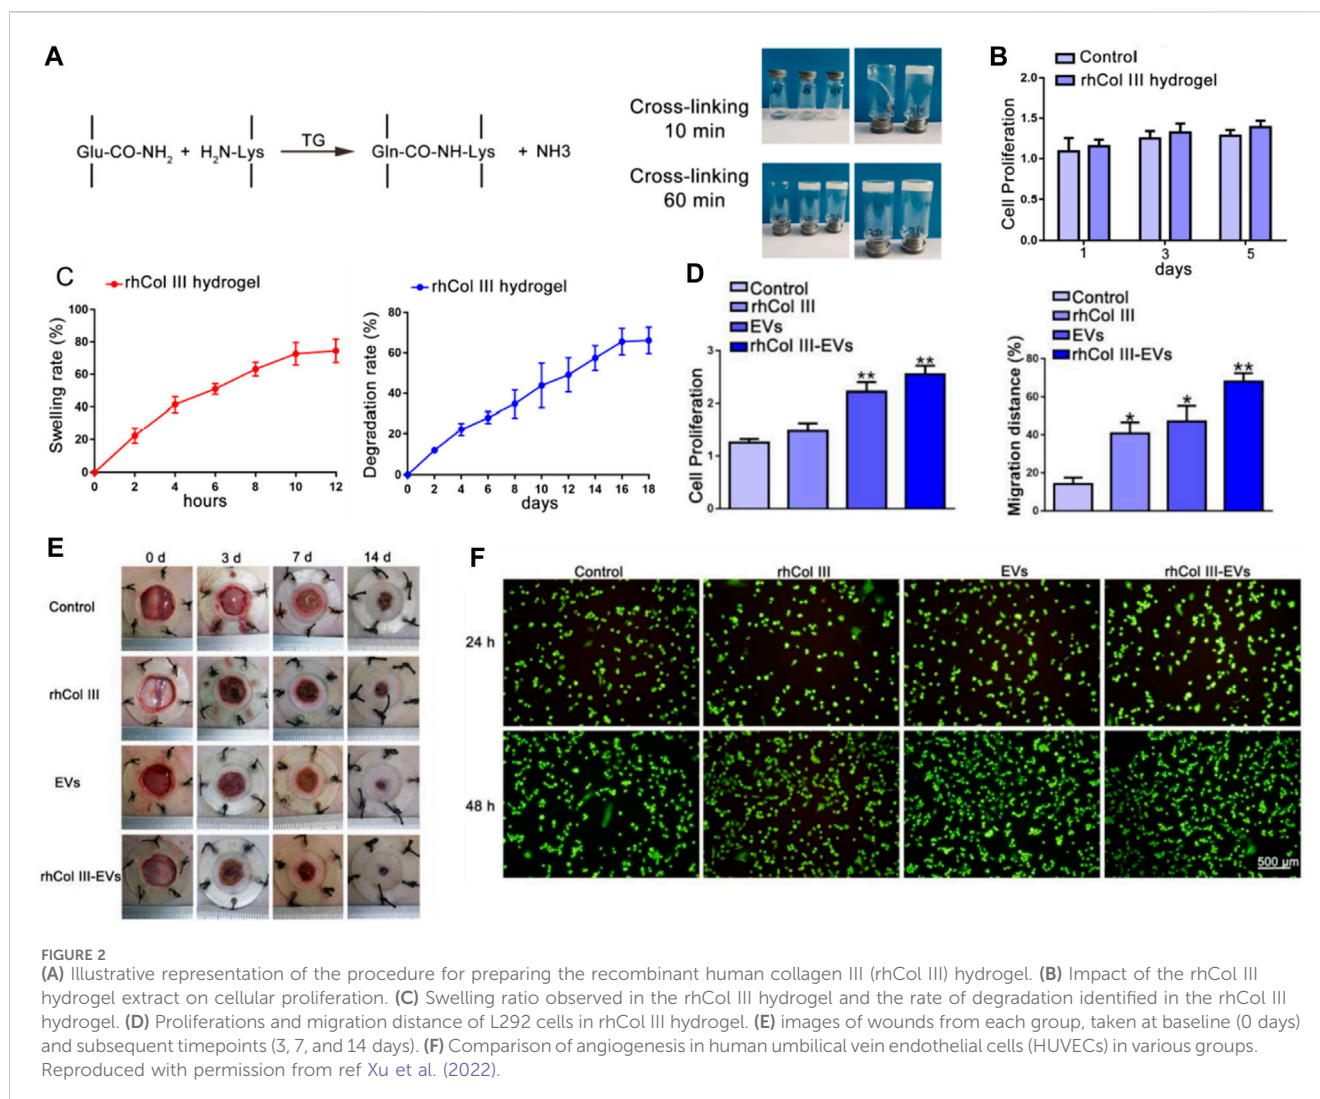 A
Glu-CO-NH2 + H2N-Lys
TG
Gln-CO-NH-Lys + NH3
Cross-linking
10 min
Cross-linking
60 min
B
Control
rhCol III hydrogel
Cell Proliferation
2.0
1.5
1.0
0.5
0.0
1 3 5
days
C
rhCol III hydrogel
Swelling rate (%)
100
80
60
40
20
0
0 2 4 6 8 10 12
hours
rhCol III hydrogel
Degradation rate (%)
80
60
40
20
0
0 2 4 6 8 10 12 14 16 18
days
D
Control
rhCol III
EVs
rhCol III-EVs
Cell Proliferation
3
2
1
0
** **
Control
rhCol III
EVs
rhCol III-EVs
Migration distance (%)
80
60
40
20
0
* * **
E
0 d 3 d 7 d 14 d
Control
rhCol III
EVs
rhCol III-EVs
F
Control rhCol III EVs rhCol III-EVs
24 h
48 h
500 μm
FIGURE 2
(A) Illustrative representation of the procedure for preparing the recombinant human collagen III (rhCol III) hydrogel. (B) Impact of the rhCol III
hydrogel extract on cellular proliferation. (C) Swelling ratio observed in the rhCol III hydrogel and the rate of degradation identified in the rhCol III
hydrogel. (D) Proliferations and migration distance of L292 cells in rhCol III hydrogel. (E) images of wounds from each group, taken at baseline (0 days)
and subsequent timepoints (3, 7, and 14 days). (F) Comparison of angiogenesis in human umbilical vein endothelial cells (HUVECs) in various groups.
Reproduced with permission from ref Xu et al. (2022).